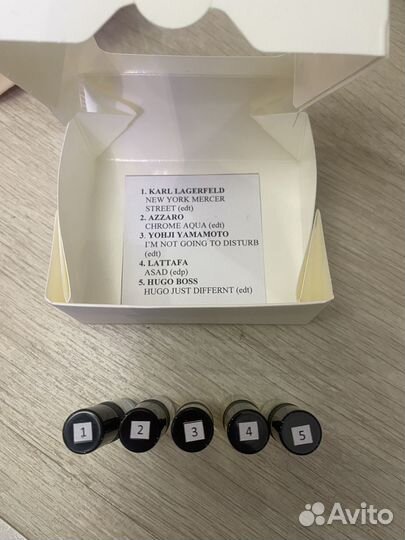 1. KARL LAGERFELD
NEW YORK MERCER
STREET (edt)
2. AZZARO
CHROME AQUA (edt)
3. YOHJI YAMAMOTO
I'M NOT GOING TO DISTURB
(edt)
4. LATTAFA
ASAD (edp)
5. HUGO BOSS
HUGO JUST DIFFERNT (edt)
1 2 3 4 5
Avito